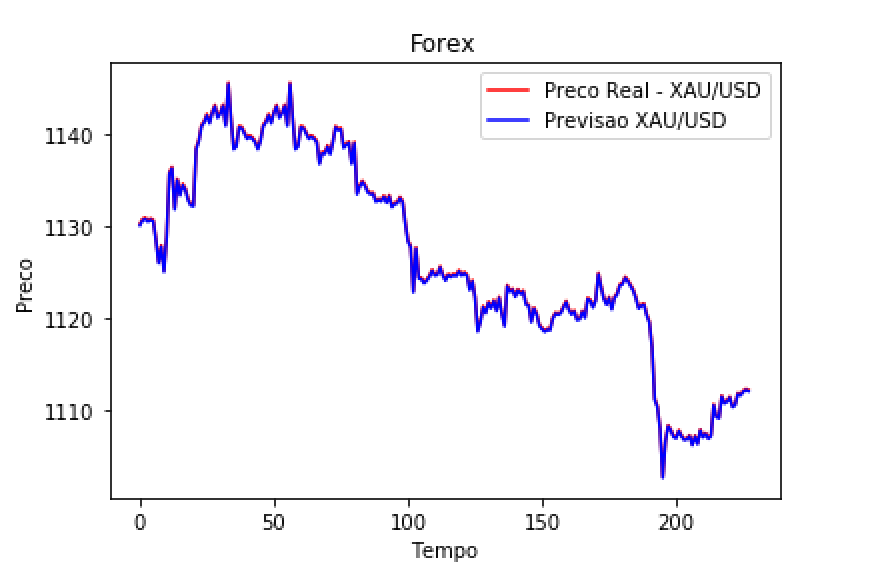 Forex
Preco Real - XAU/USD
Previsao XAU/USD
1140
1130
1120
1110
Preco
0 50 100 150 200
Tempo